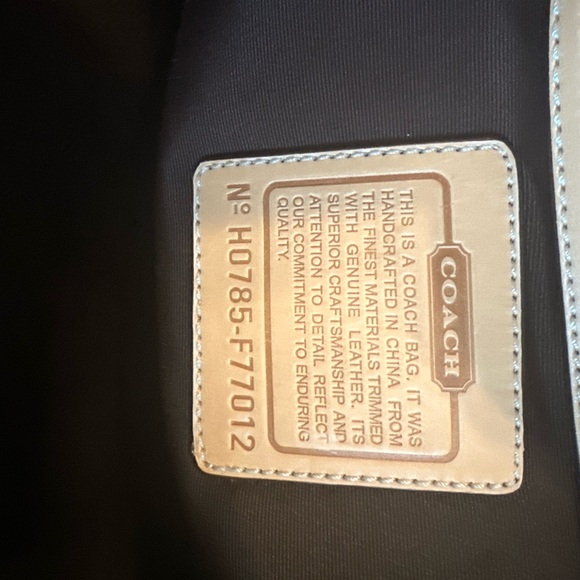 COACH
THIS IS A COACH BAG. IT WAS
HANDCRAFTED IN CHINA FROM
THE FINEST MATERIALS TRIMMED
WITH GENUINE LEATHER. ITS
SUPERIOR CRAFTSMANSHIP AND
ATTENTION TO DETAIL REFLECT
OUR COMMITMENT TO ENDURING
QUALITY.
Nº H0785-F77012